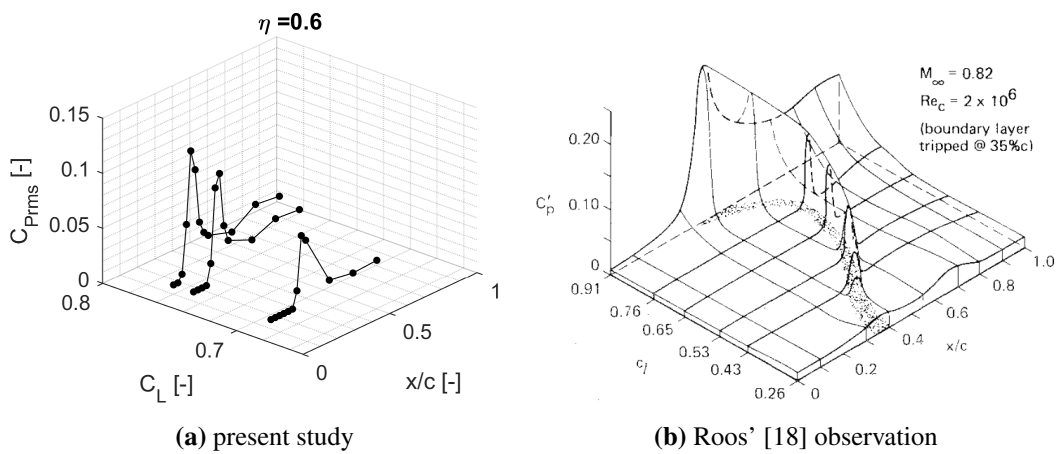 η =0.6
0.15
0.1
0.05
0
C_Prms [-]
0.8
0.7
C_L [-]
0
0.5
1
x/c [-]
(a) present study
M∞ = 0.82
Re_c = 2 x 10^6
(boundary layer
tripped @ 35%c)
0.20
0.10
0
C'_p
0.91
0.76
0.65
0.53
0.43
0.26
c_l
0
0.2
0.4
0.6
0.8
1.0
x/c
(b) Roos' [18] observation